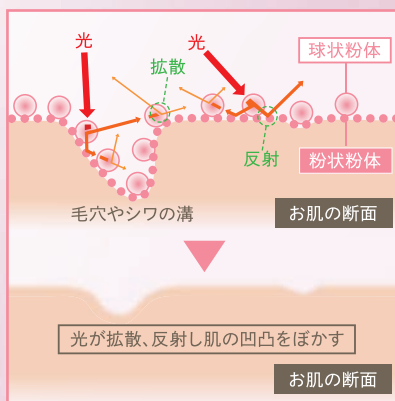 光
光
拡散
球状粉体
反射
粉状粉体
毛穴やシワの溝
お肌の断面
光が拡散、反射し肌の凹凸をぼかす
お肌の断面